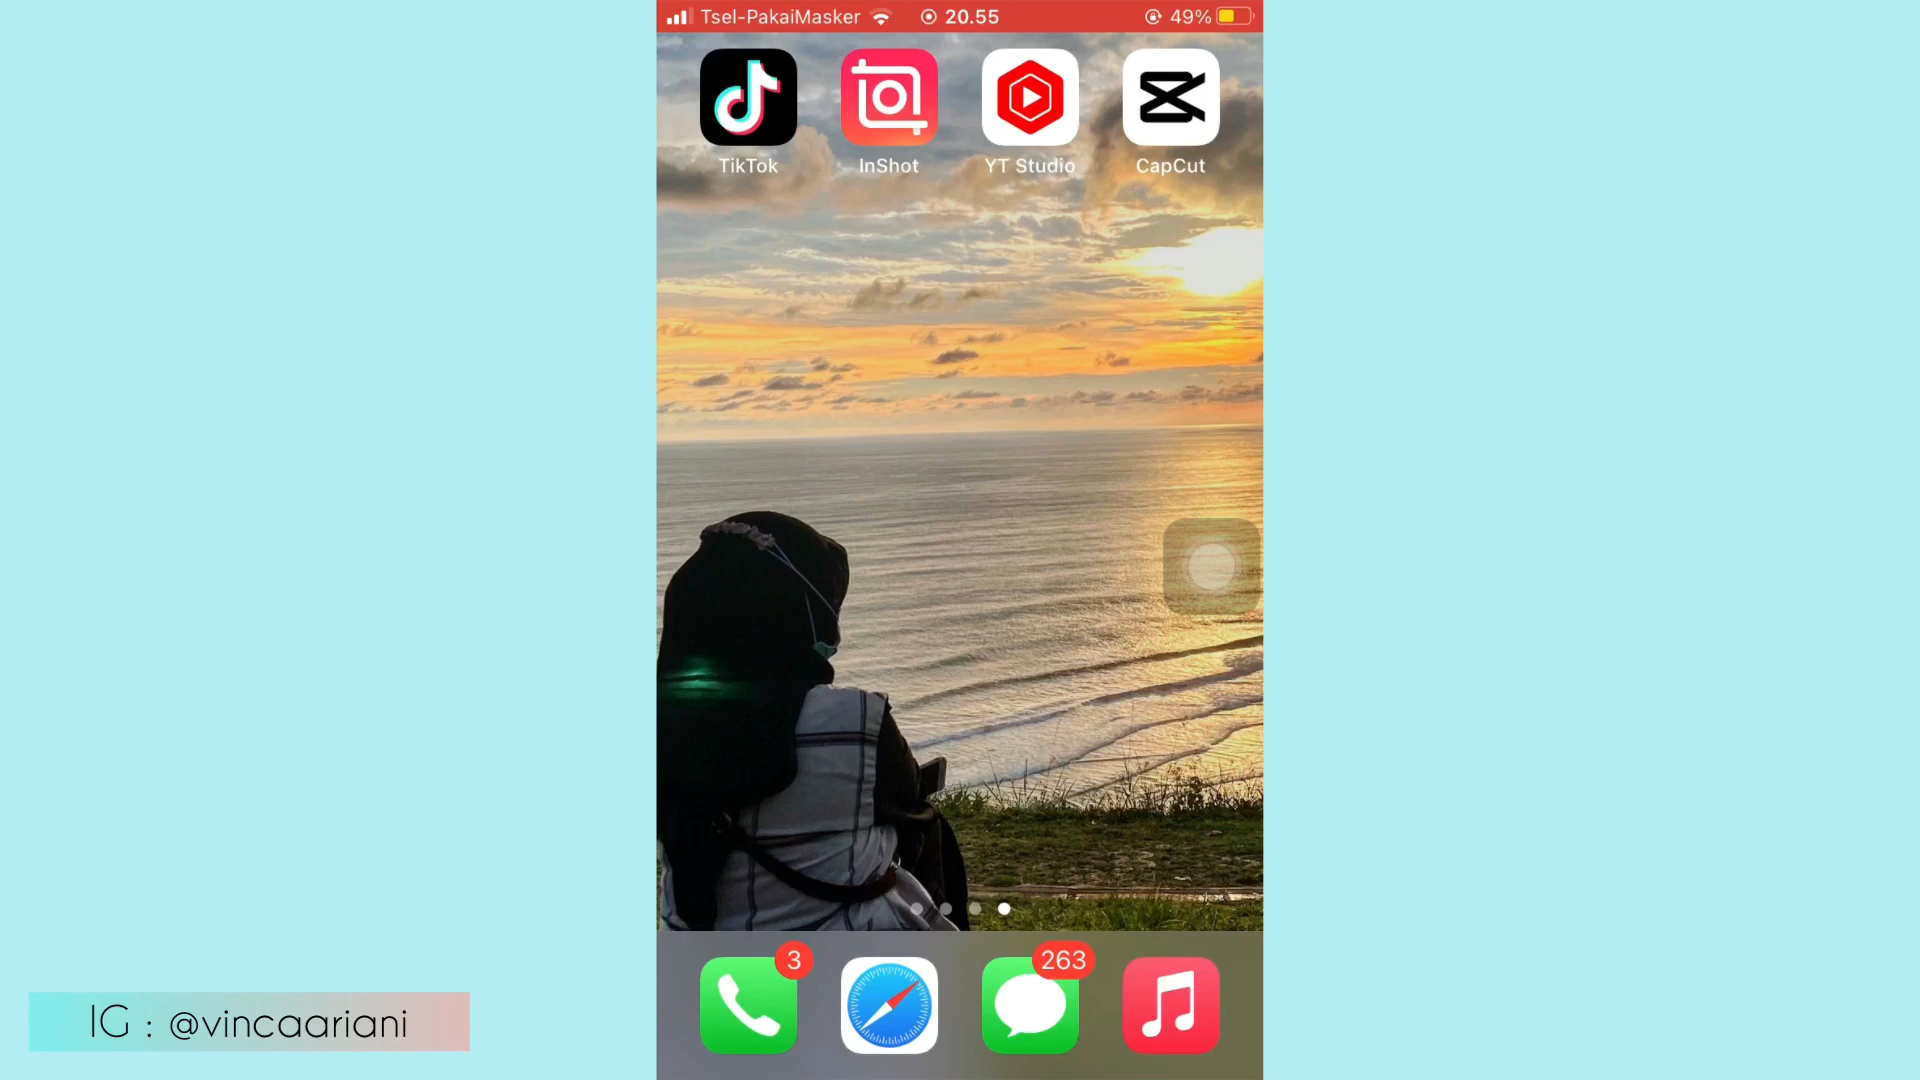 Tsel-PakaiMasker 20.55 49%
TikTok InShot YT Studio CapCut
3 263
IG : @vincaariani